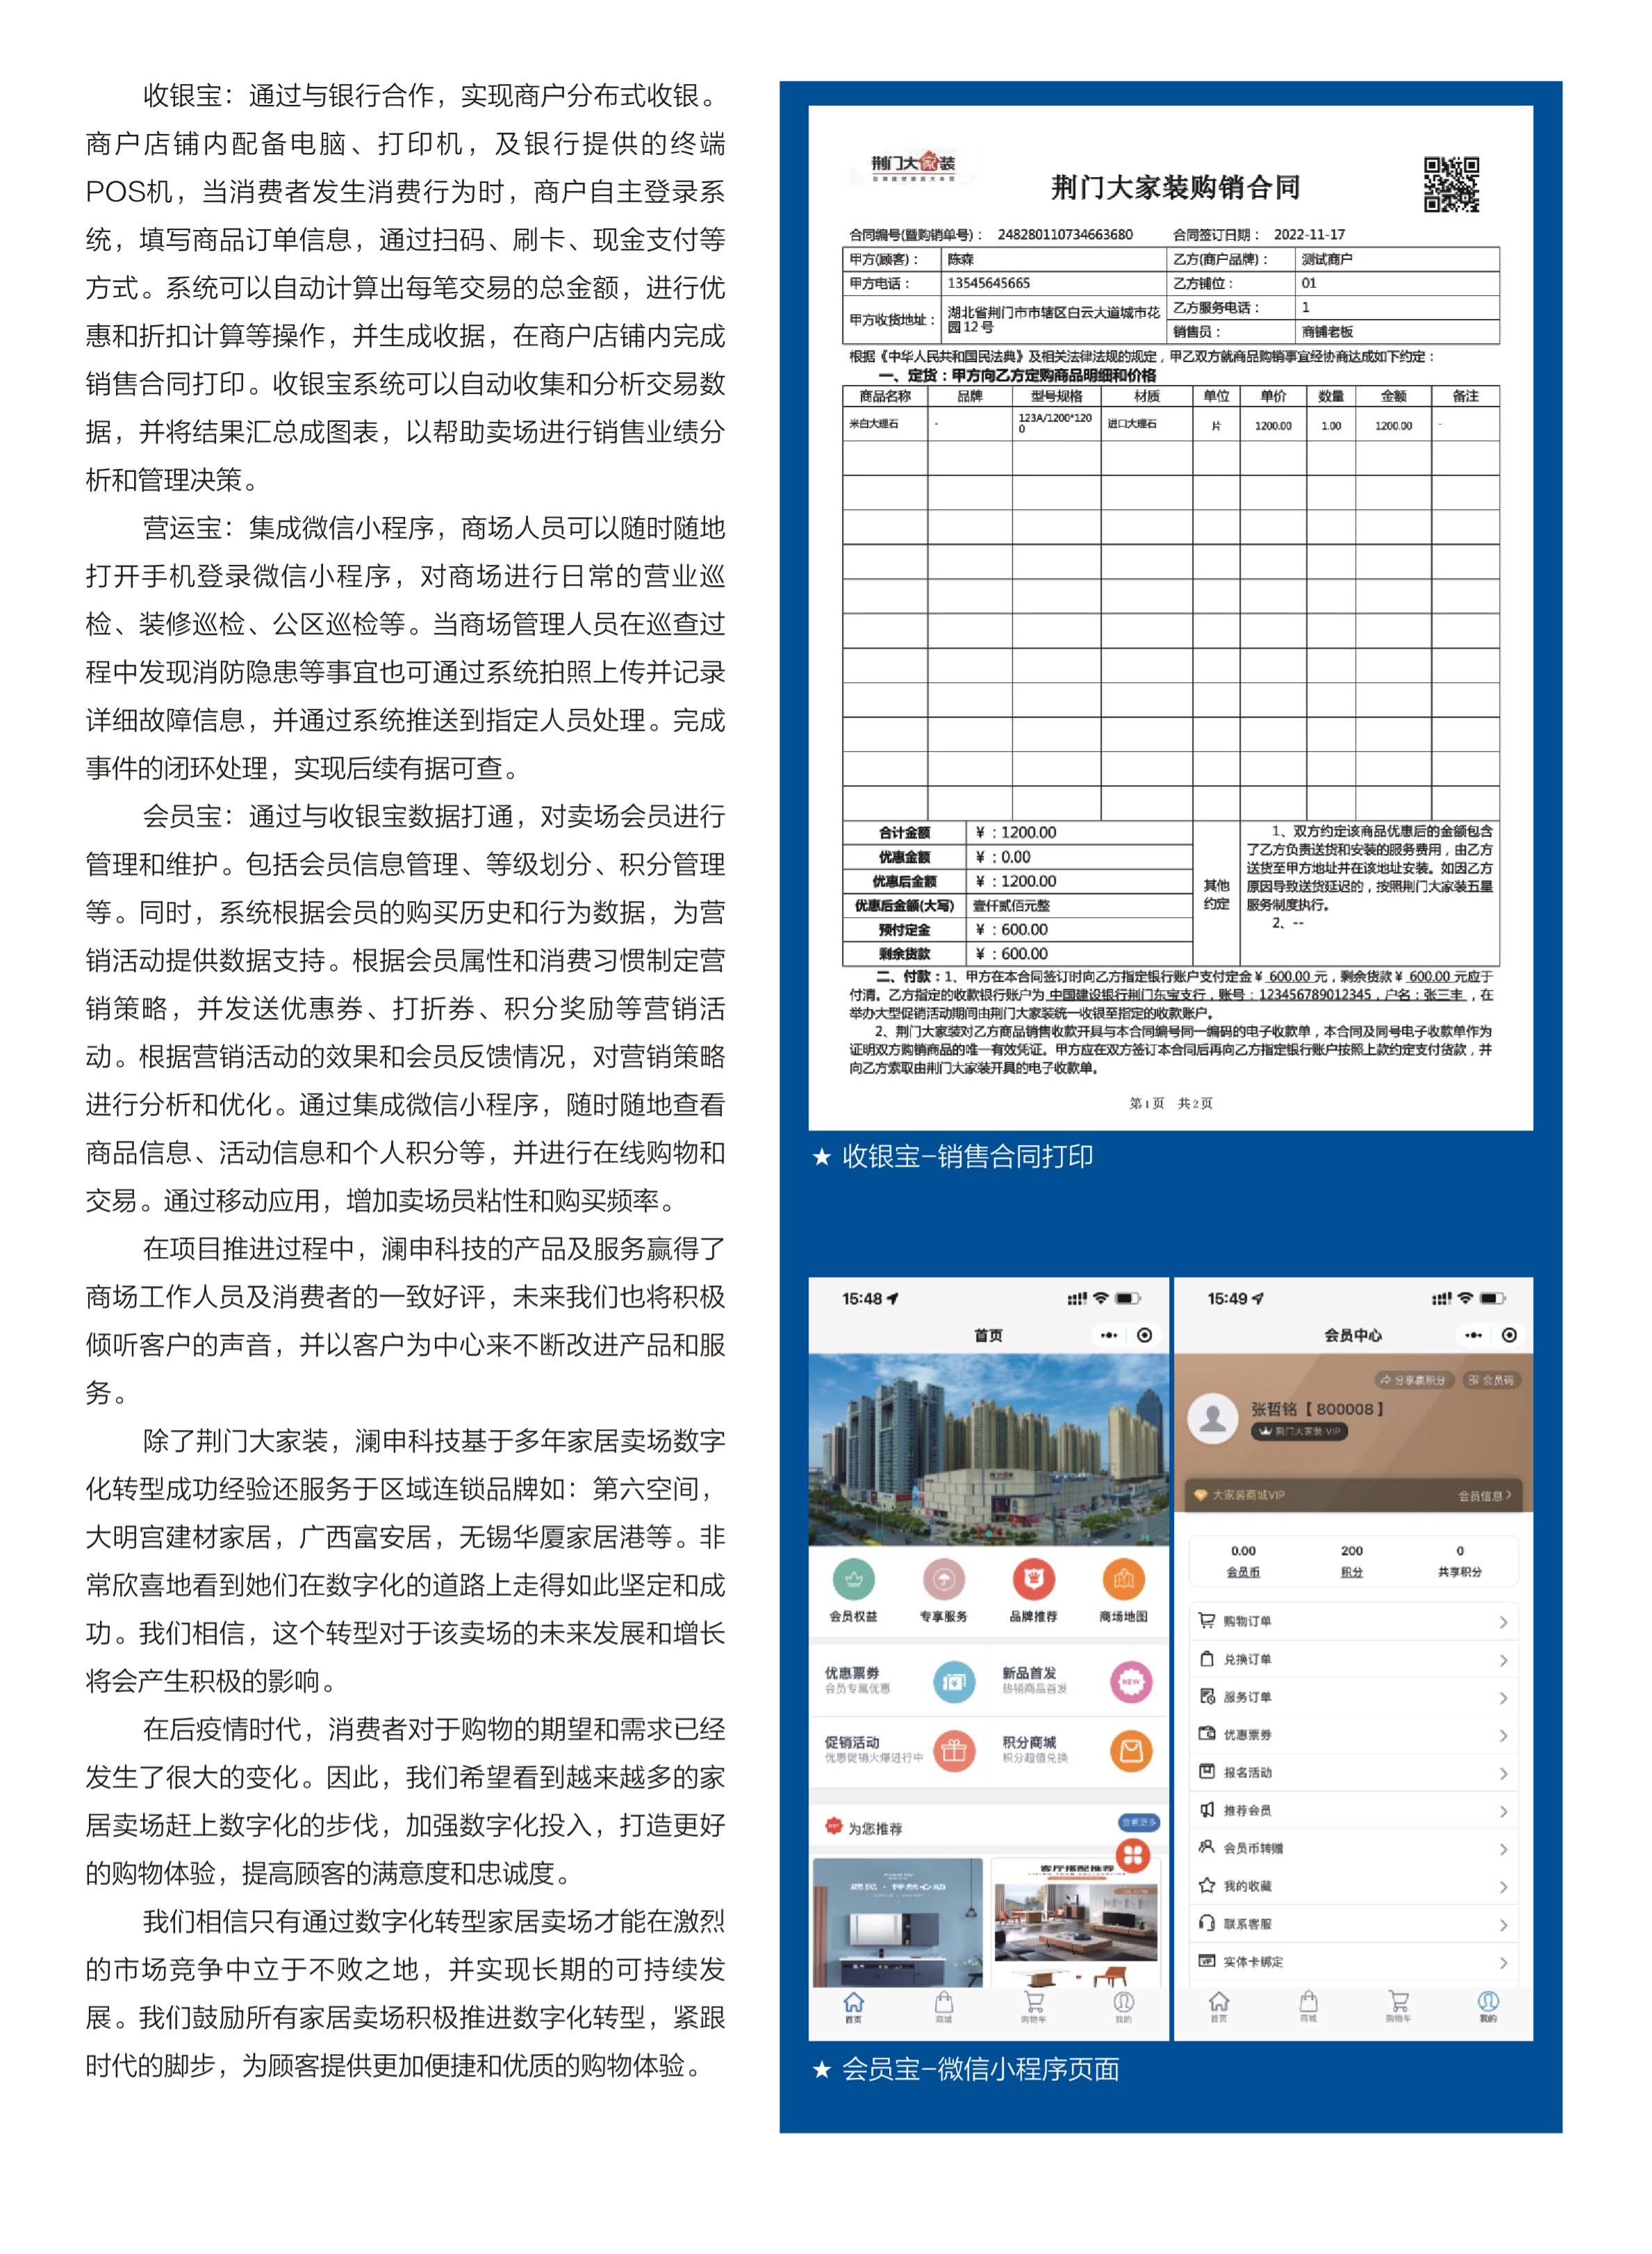 收银宝：通过与银行合作，实现商户分布式收银。
商户店铺内配备电脑、打印机，及银行提供的终端
POS机，当消费者发生消费行为时，商户自主登录系
统，填写商品订单信息，通过扫码、刷卡、现金支付等
方式。系统可以自动计算出每笔交易的总金额，进行优
惠和折扣计算等操作，并生成收据，在商户店铺内完成
销售合同打印。收银宝系统可以自动收集和分析交易数
据，并将结果汇总成图表，以帮助卖场进行销售业绩分
析和管理决策。
营运宝：集成微信小程序，商场人员可以随时随地
打开手机登录微信小程序，对商场进行日常的营业巡
检、装修巡检、公区巡检等。当商场管理人员在巡查过
程中发现消防隐患等事宜也可通过系统拍照上传并记录
详细故障信息，并通过系统推送到指定人员处理。完成
事件的闭环处理，实现后续有据可查。
会员宝：通过与收银宝数据打通，对卖场会员进行
管理和维护。包括会员信息管理、等级划分、积分管理
等。同时，系统根据会员的购买历史和行为数据，为营
销活动提供数据支持。根据会员属性和消费习惯制定营
销策略，并发送优惠券、打折券、积分奖励等营销活
动。根据营销活动的效果和会员反馈情况，对营销策略
进行分析和优化。通过集成微信小程序，随时随地查看
商品信息、活动信息和个人积分等，并进行在线购物和
交易。通过移动应用，增加卖场员粘性和购买频率。
在项目推进过程中，澜申科技的产品及服务赢得了
商场工作人员及消费者的一致好评，未来我们也将积极
倾听客户的声音，并以客户为中心来不断改进产品和服
务。
除了荆门大家装，澜申科技基于多年家居卖场数字
化转型成功经验还服务于区域连锁品牌如：第六空间，
大明宫建材家居，广西富安居，无锡华厦家居港等。非
常欣喜地看到她们在数字化的道路上走得如此坚定和成
功。我们相信，这个转型对于该卖场的未来发展和增长
将会产生积极的影响。
在后疫情时代，消费者对于购物的期望和需求已经
发生了很大的变化。因此，我们希望看到越来越多的家
居卖场赶上数字化的步伐，加强数字化投入，打造更好
的购物体验，提高顾客的满意度和忠诚度。
我们相信只有通过数字化转型家居卖场才能在激烈
的市场竞争中立于不败之地，并实现长期的可持续发
展。我们鼓励所有家居卖场积极推进数字化转型，紧跟
时代的脚步，为顾客提供更加便捷和优质的购物体验。
荆门大家装
荆门大家装购销合同
合同编号(暨购销单号)： 248280110734663680 合同签订日期： 2022-11-17
甲方(顾客)： 陈森 乙方(商户品牌)： 测试商户
甲方电话： 13545645665 乙方铺位： 01
甲方收货地址： 湖北省荆门市市辖区白云大道城市花园12号 乙方服务电话： 1
销售员： 商铺老板
根据《中华人民共和国民法典》及相关法律法规的规定，甲乙双方就商品购销事宜经协商达成如下约定：
一、定货：甲方向乙方定购商品明细和价格
商品名称 品牌 型号规格 材质 单位 单价 数量 金额 备注
米白大理石 - 123A/1200*1200 进口大理石 片 1200.00 1.00 1200.00 -
合计金额 ¥：1200.00
优惠金额 ¥：0.00
优惠后金额 ¥：1200.00
优惠后金额(大写) 壹仟贰佰元整
预付定金 ¥：600.00
剩余货款 ¥：600.00
其他
约定
1、双方约定该商品优惠后的金额包含
了乙方负责送货和安装的服务费用，由乙方
送货至甲方地址并在该地址安装。如因乙方
原因导致送货延迟的，按照荆门大家装五星
服务制度执行。
2、--
二、付款：1、甲方在本合同签订时向乙方指定银行账户支付定金¥ 600.00 元，剩余货款¥ 600.00 元应于
付清。乙方指定的收款银行账户为 中国建设银行荆门东宝支行，账号：123456789012345，户名：张三丰，在
举办大型促销活动期间由荆门大家装统一收银至指定的收款账户。
2、荆门大家装对乙方商品销售收款开具与本合同编号同一编码的电子收款单，本合同及同号电子收款单作为
证明双方购销商品的唯一有效凭证。甲方应在双方签订本合同后再向乙方指定银行账户按照上款约定支付货款，并
向乙方索取由荆门大家装开具的电子收款单。
第1页 共2页
★ 收银宝-销售合同打印
15:48
首页
会员权益 专享服务 品牌推荐 商场地图
优惠票券
会员专属优惠
新品首发
热销商品首发
NEW
促销活动
优惠促销火爆进行中
积分商城
积分超值兑换
为您推荐
查看更多
客厅搭配推荐
首页 商城 购物车 我的
15:49
会员中心
分享赢积分 会员码
张哲铭【800008】
荆门大家装·VIP
大家装商城VIP 会员信息
0.00 200 0
会员币 积分 共享积分
购物订单
兑换订单
服务订单
优惠票券
报名活动
推荐会员
会员币转赠
我的收藏
联系客服
实体卡绑定
首页 商城 购物车 我的
★ 会员宝-微信小程序页面